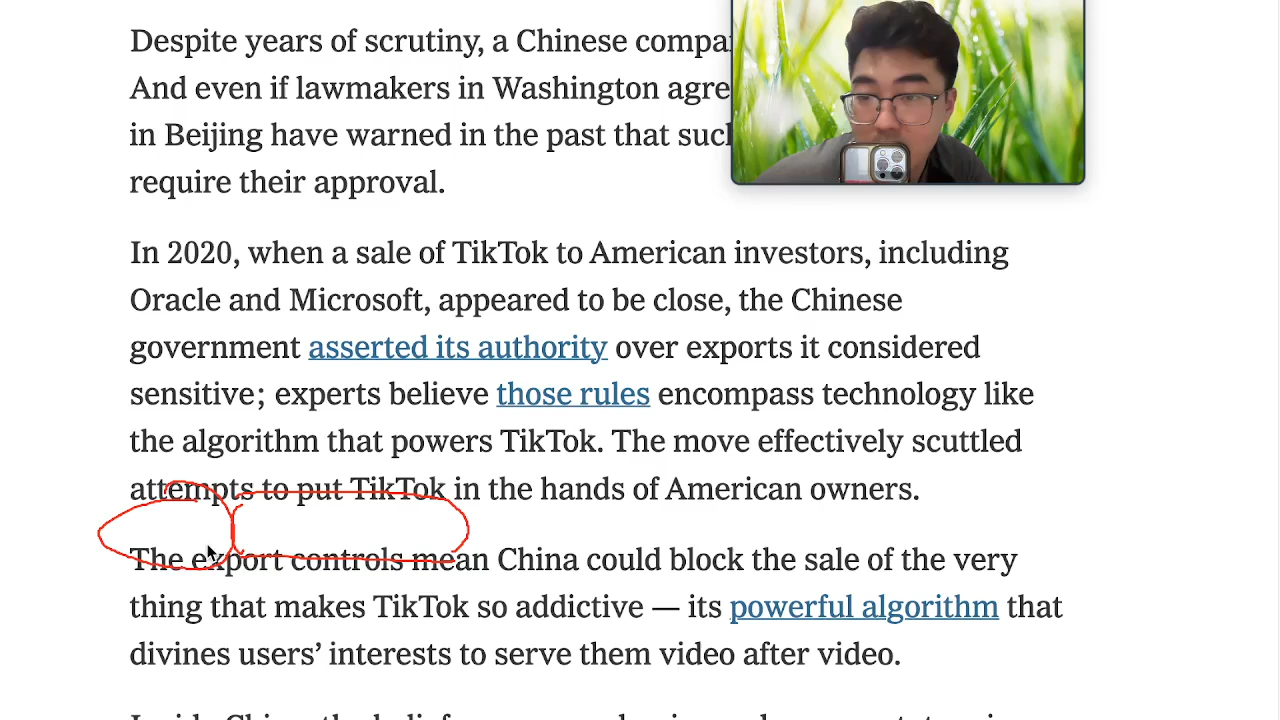 Despite years of scrutiny, a Chinese
And even if lawmakers in Washington
in Beijing have warned in the past that
require their approval.
In 2020, when a sale of TikTok to American investors, including
Oracle and Microsoft, appeared to be close, the Chinese
government asserted its authority over exports it considered
sensitive; experts believe those rules encompass technology like
the algorithm that powers TikTok. The move effectively scuttled
attempts to put TikTok in the hands of American owners.
The export controls mean China could block the sale of the very
thing that makes TikTok so addictive — its powerful algorithm that
divines users’ interests to serve them video after video.